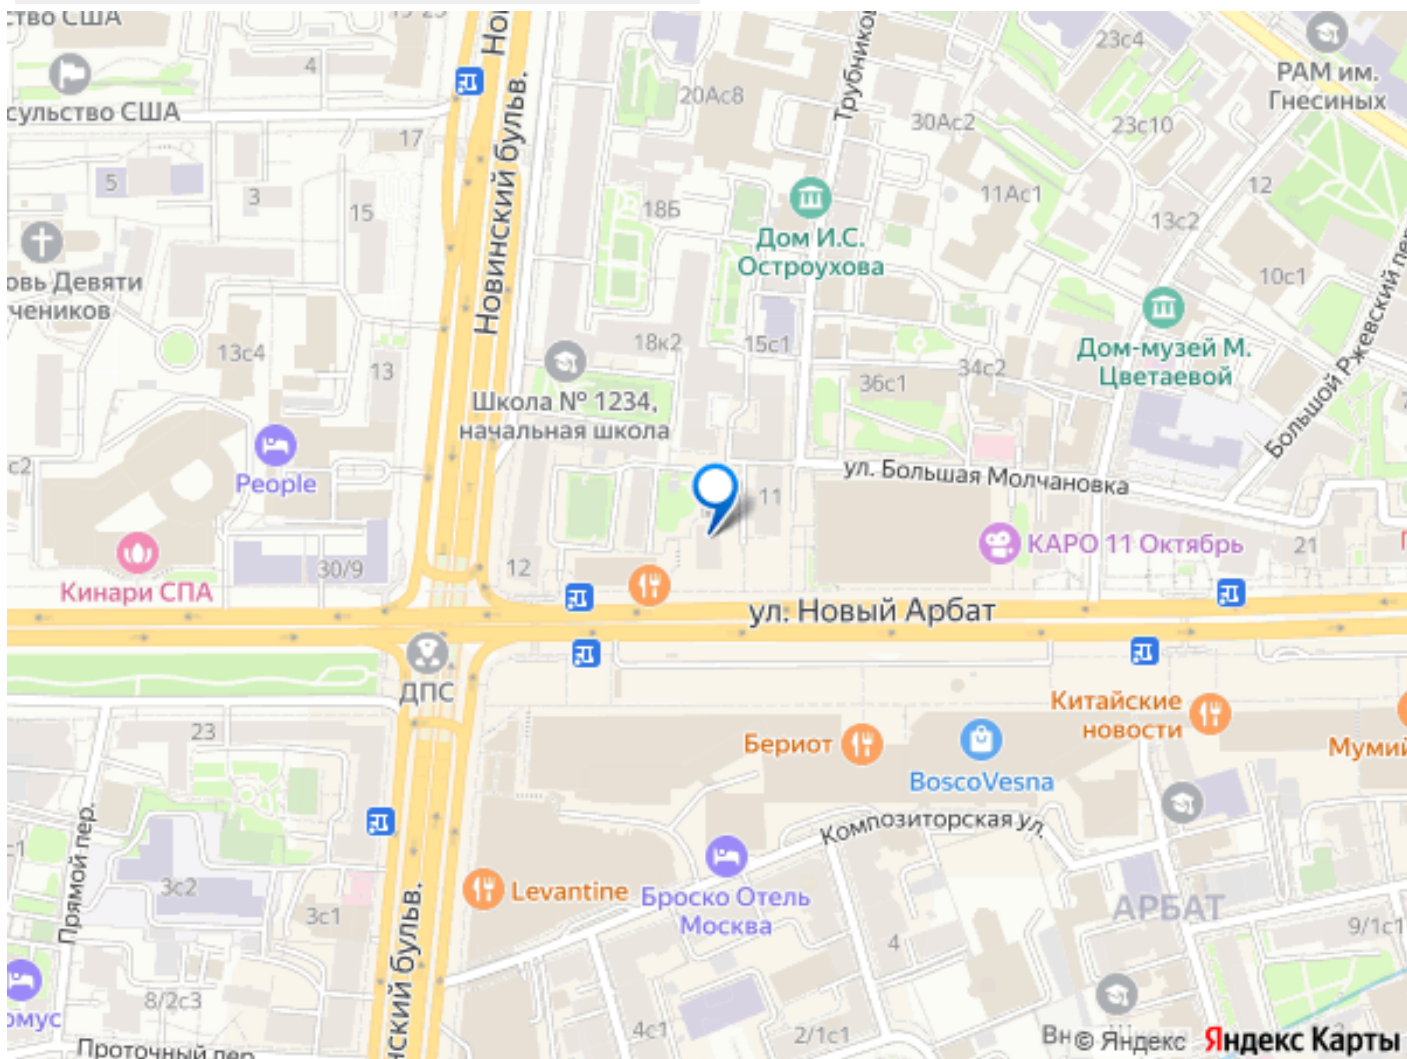 ство США
19-23
Но
4
сульство США
17
5
3
15
20Ас8
Трубников
30Ас2
23с4
23с10
РАМ им.
Гнесиных
Новинский бульв.
18Б
11Ас1
12
13с2
Дом И.С.
Остроухова
10с1
овь Девяти
чеников
13с4
13
18к2
15с1
36с1
34с2
Дом-музей М.
Цветаевой
Большой Ржевский пер
Школа № 1234,
начальная школа
с2
People
ул. Большая Молчановка
11
КАРО 11 Октябрь
21
Кинари СПА
30/9
12
ул. Новый Арбат
ДПС
23
Китайские
новости
Бериот
BoscoVesna
Мумий
Прямой пер.
Композиторская ул.
3с2
3с1
Levantine
Броско Отель
Москва
АРБАТ
9/1с1
4
нский бульв.
8/2с3
омус
4с1
2/1с1
Проточный пер
Вн
© Яндекс
Яндекс Карты